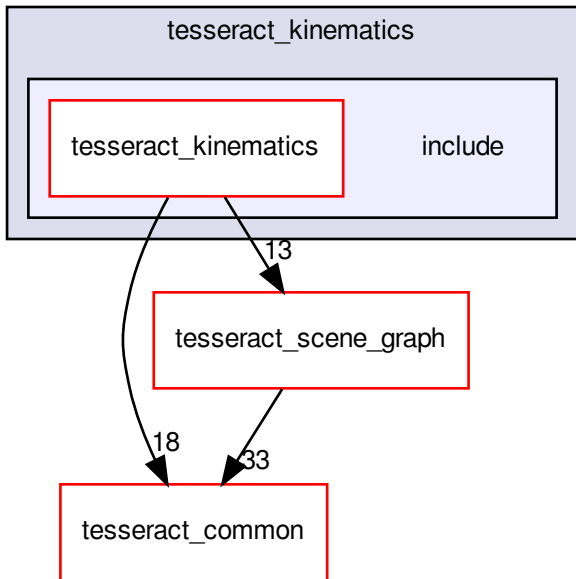 tesseract_kinematics
tesseract_kinematics
include
13
tesseract_scene_graph
18
33
tesseract_common